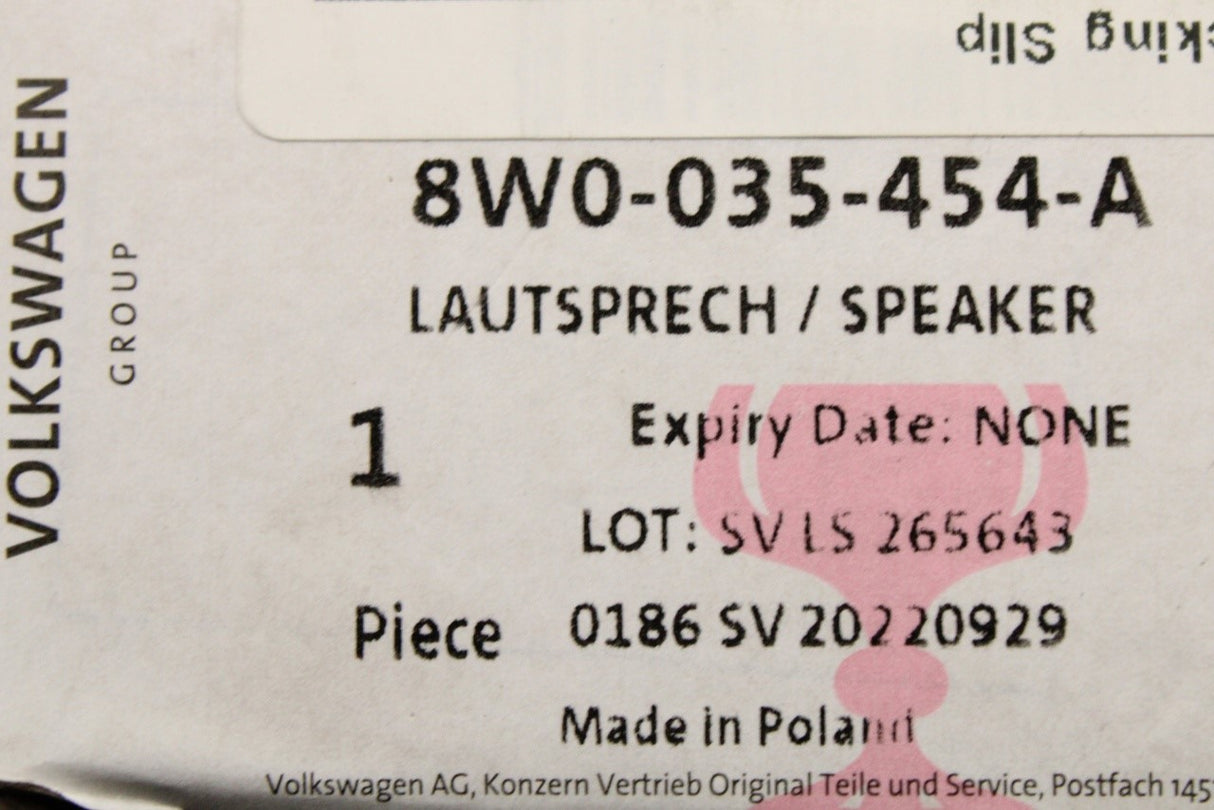 Slip
VOLKSWAGEN
GROUP
8W0-035-454-A
LAUTSPRECH / SPEAKER
1
Expiry Date: NONE
LOT: SV LS 265643
Piece
0186 SV 20220929
Made in Poland
Volkswagen AG, Konzern Vertrieb Original Teile und Service, Postfach